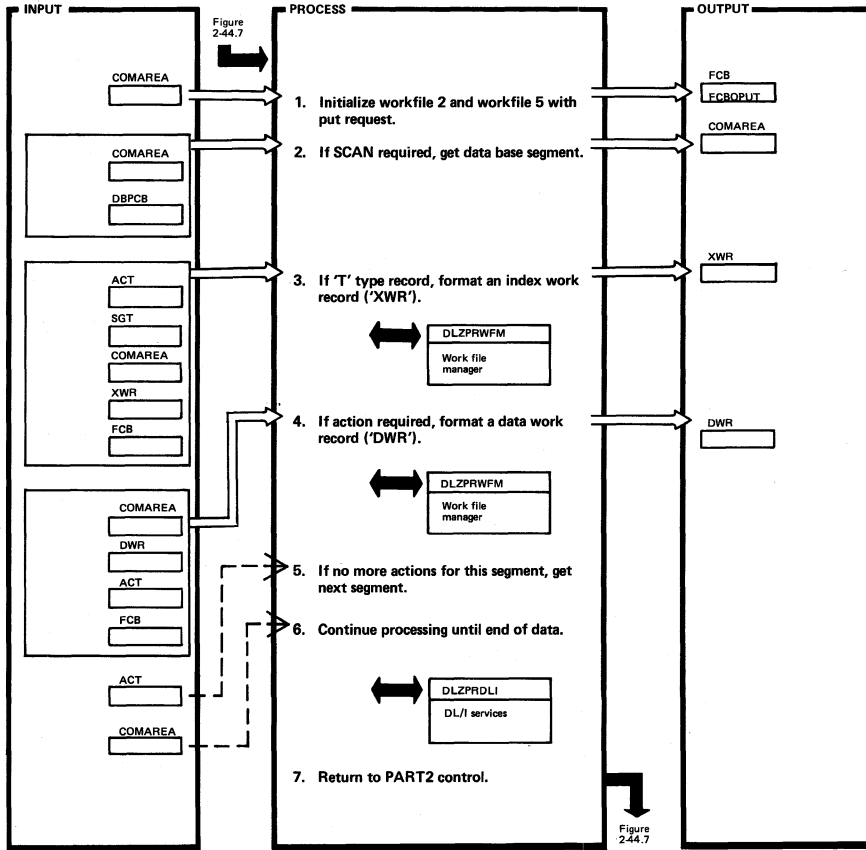 INPUT
PROCESS
OUTPUT
Figure
2-44.7
COMAREA
1. Initialize workfile 2 and workfile 5 with
put request.
FCB
FCBOPUT
COMAREA
DBPCB
2. If SCAN required, get data base segment.
COMAREA
ACT
SGT
COMAREA
XWR
FCB
3. If 'T' type record, format an index work
record ('XWR').
DLZPRWFM
Work file
manager
XWR
COMAREA
DWR
ACT
FCB
4. If action required, format a data work
record ('DWR').
DLZPRWFM
Work file
manager
DWR
5. If no more actions for this segment, get
next segment.
6. Continue processing until end of data.
ACT
COMAREA
DLZPRDLI
DL/I services
7. Return to PART2 control.
Figure
2-44.7